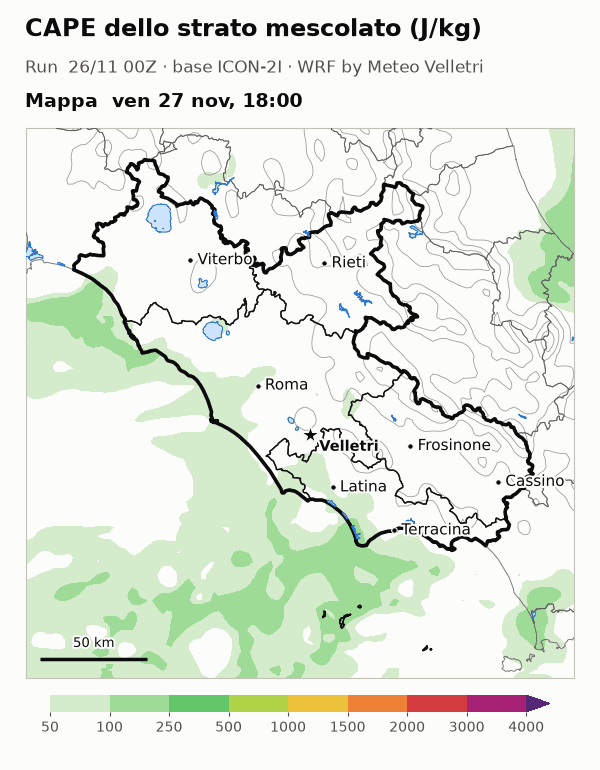 CAPE dello strato mescolato (J/kg)
Run  26/11 00Z · base ICON-2I · WRF by Meteo Velletri
Mappa  ven 27 nov, 18:00
Viterbo
Rieti
Roma
Velletri
Frosinone
Cassino
Latina
Terracina
50 km
50 100 250 500 1000 1500 2000 3000 4000